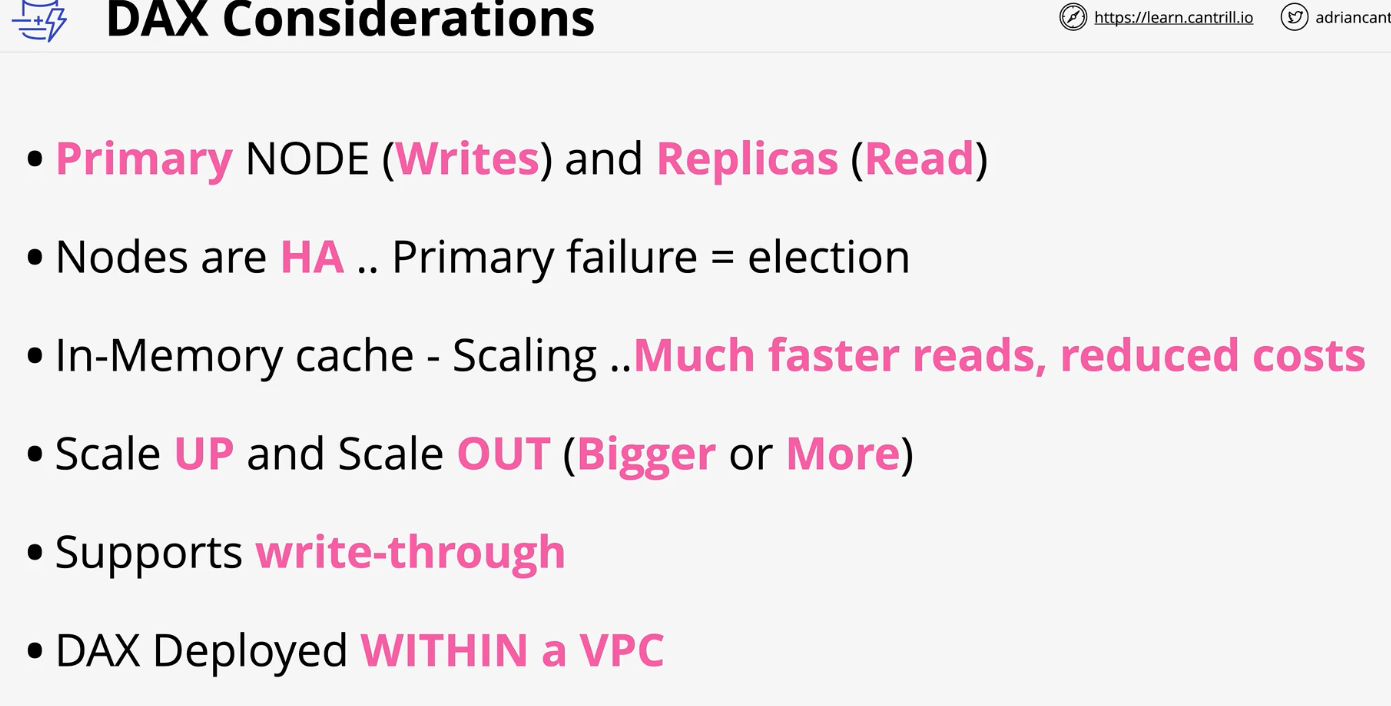 DAX Considerations
https://learn.cantrill.io
adriancant
• Primary NODE (Writes) and Replicas (Read)
• Nodes are HA .. Primary failure = election
• In-Memory cache - Scaling ..Much faster reads, reduced costs
• Scale UP and Scale OUT (Bigger or More)
• Supports write-through
• DAX Deployed WITHIN a VPC